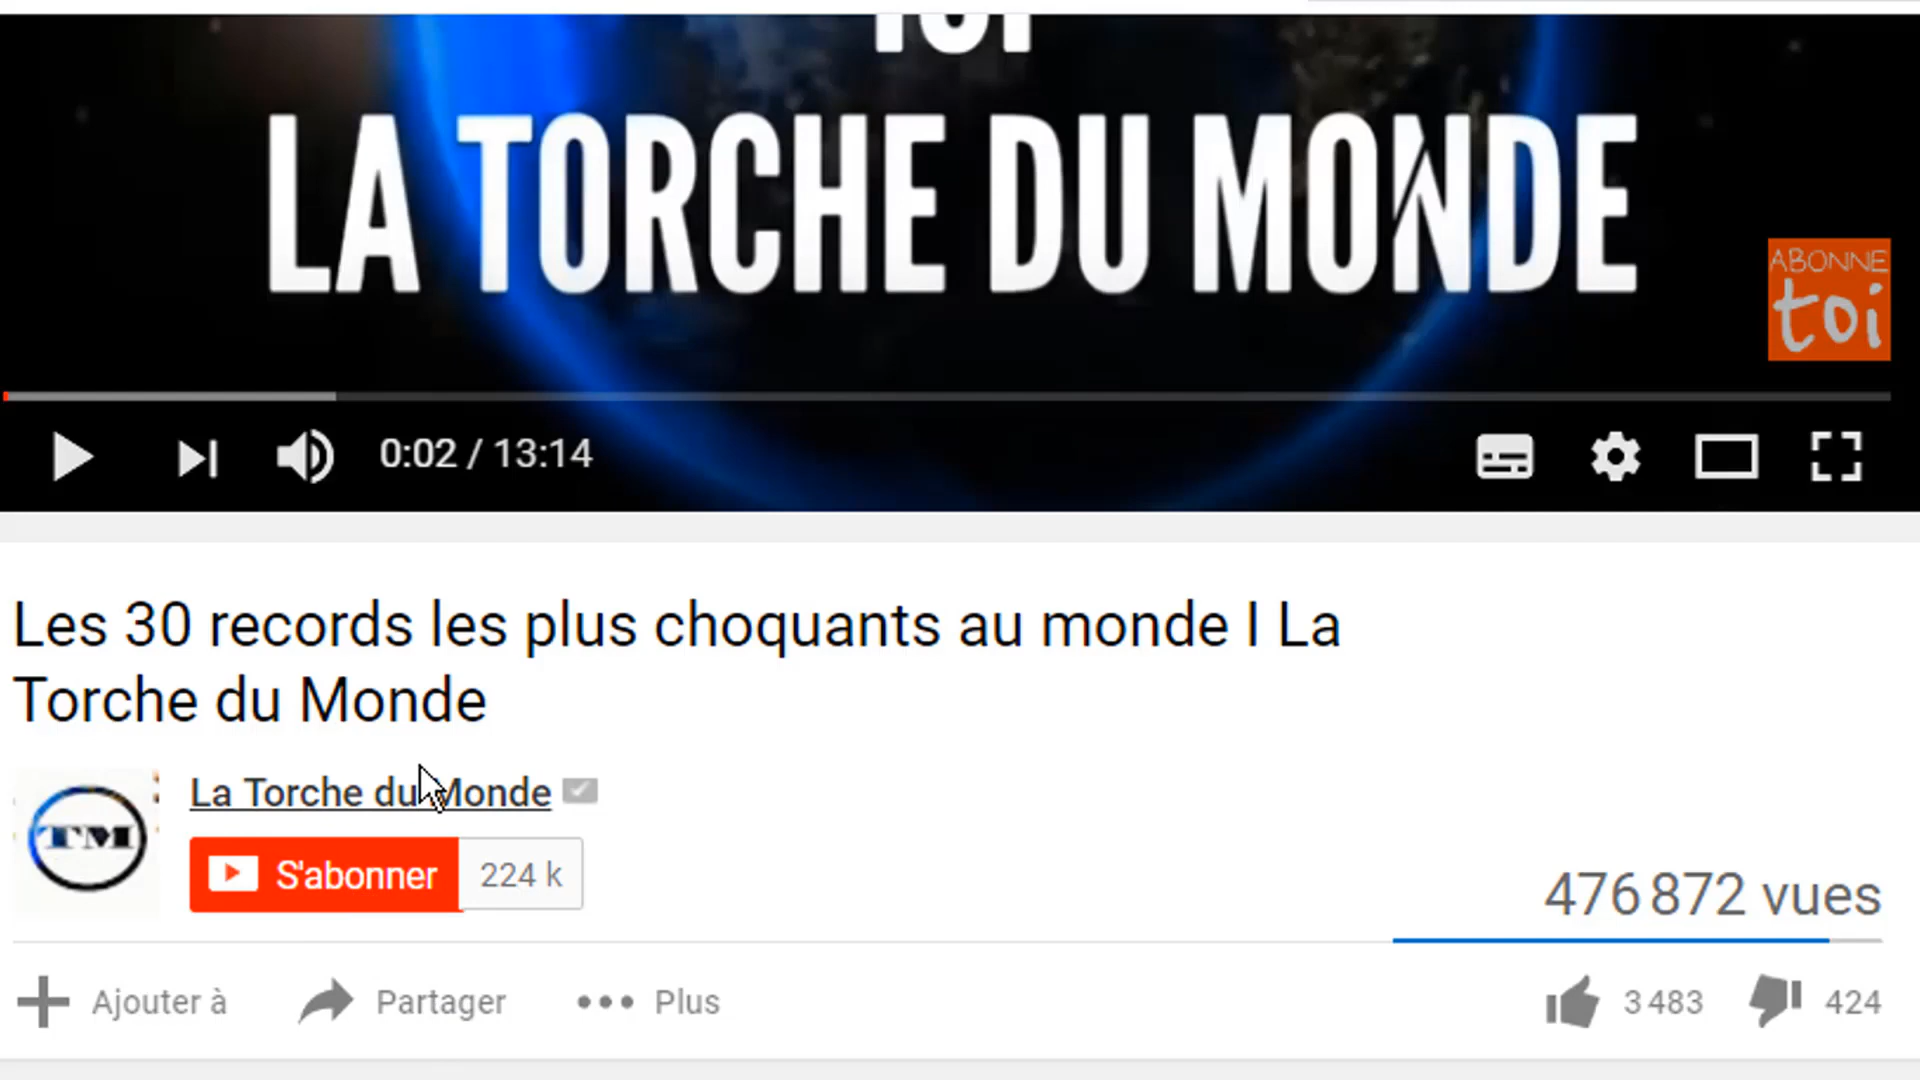 LA TORCHE DU MONDE
ABONNE
toi
0:02 / 13:14
Les 30 records les plus choquants au monde I La
Torche du Monde
TM
La Torche du Monde
S'abonner 224 k
476 872 vues
Ajouter à Partager Plus 3 483 424